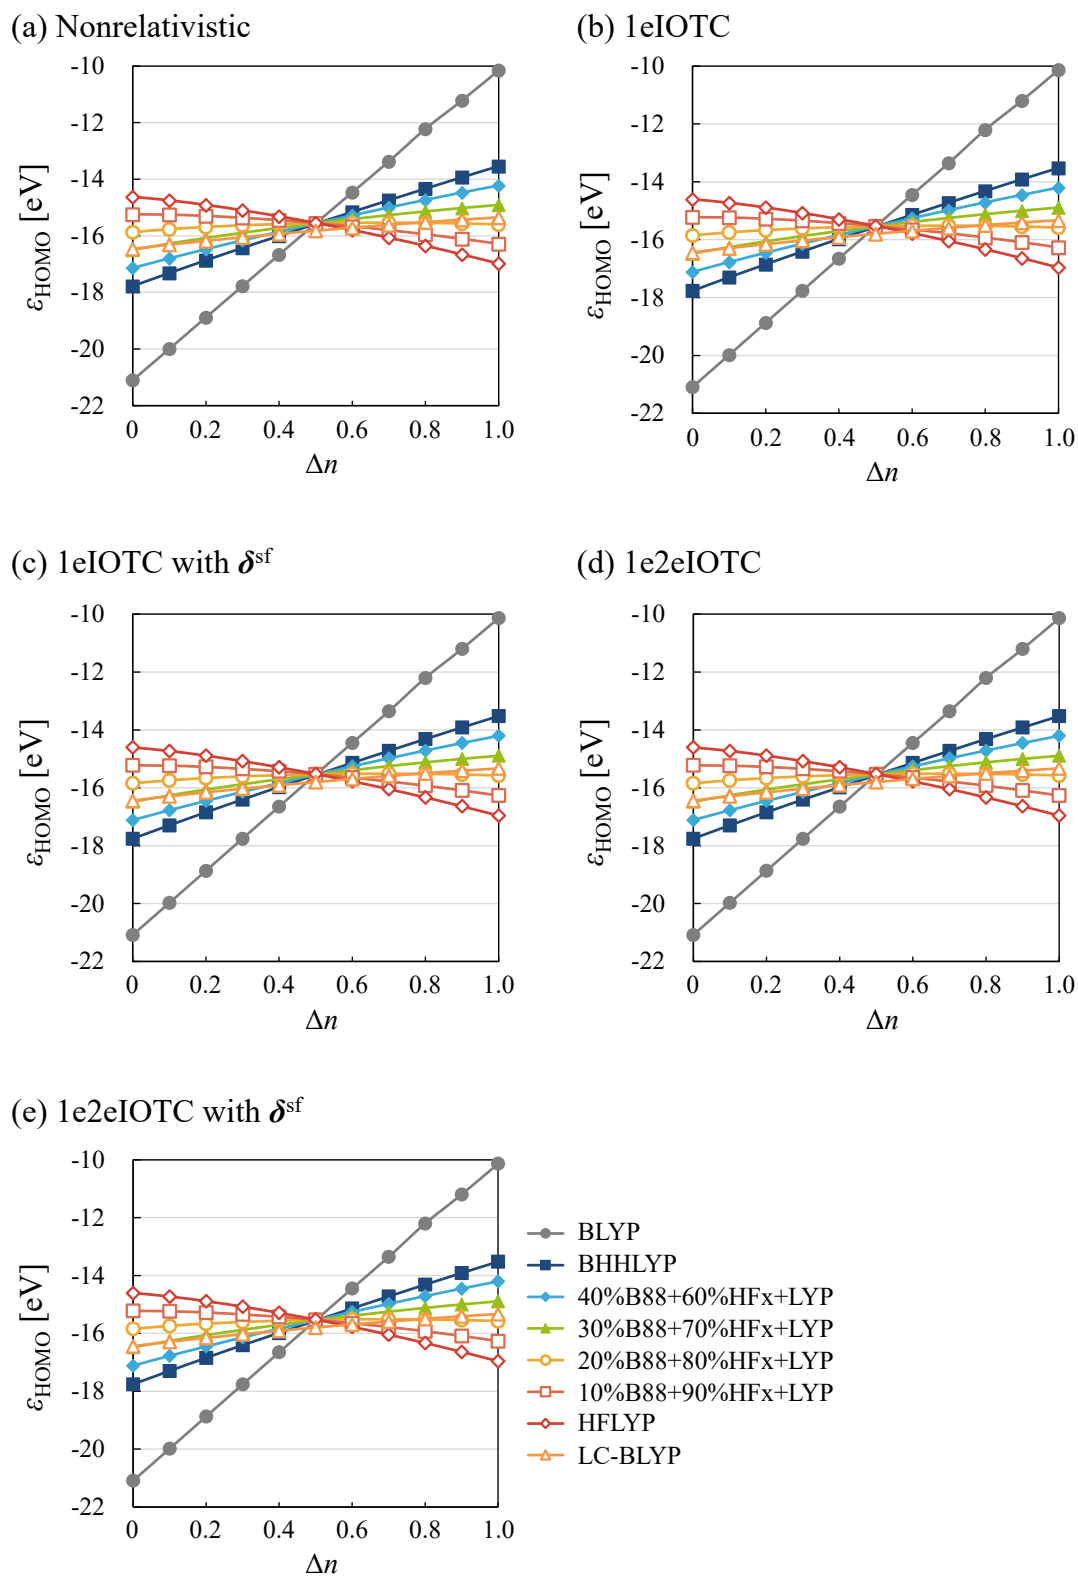 (a) Nonrelativistic
-10
-12
-14
-16
-18
-20
-22
εHOMO [eV]
0 0.2 0.4 0.6 0.8 1.0
Δn
(b) 1eIOTC
-10
-12
-14
-16
-18
-20
-22
εHOMO [eV]
0 0.2 0.4 0.6 0.8 1.0
Δn
(c) 1eIOTC with δsf
-10
-12
-14
-16
-18
-20
-22
εHOMO [eV]
0 0.2 0.4 0.6 0.8 1.0
Δn
(d) 1e2eIOTC
-10
-12
-14
-16
-18
-20
-22
εHOMO [eV]
0 0.2 0.4 0.6 0.8 1.0
Δn
(e) 1e2eIOTC with δsf
-10
-12
-14
-16
-18
-20
-22
εHOMO [eV]
0 0.2 0.4 0.6 0.8 1.0
Δn
BLYP
BHHLYP
40%B88+60%HFx+LYP
30%B88+70%HFx+LYP
20%B88+80%HFx+LYP
10%B88+90%HFx+LYP
HFLYP
LC-BLYP